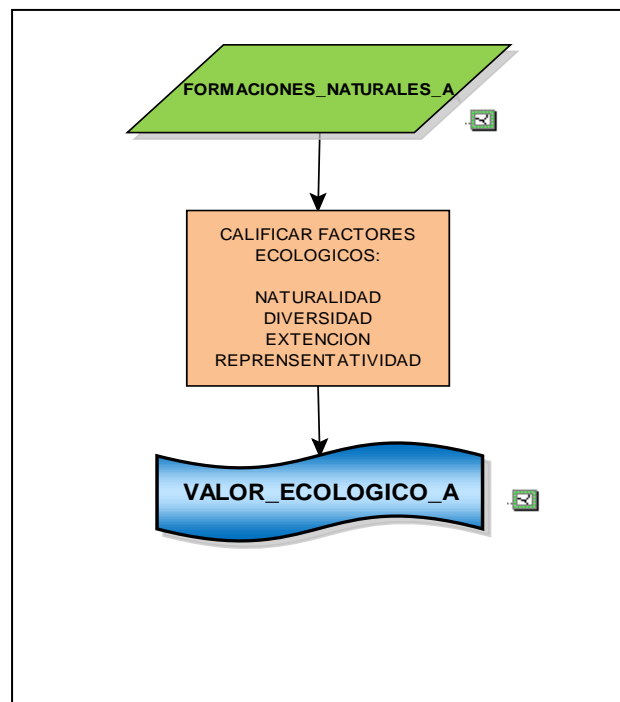 FORMACIONES_NATURALES_A
CALIFICAR FACTORES
ECOLOGICOS:
NATURALIDAD
DIVERSIDAD
EXTENCION
REPRENSENTATIVIDAD
VALOR_ECOLOGICO_A